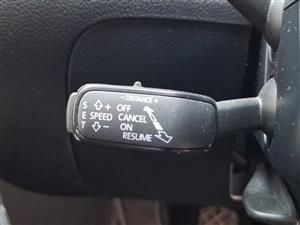 − DISTANCE +
S E T
+ OFF
SPEED CANCEL
− ON
RESUME